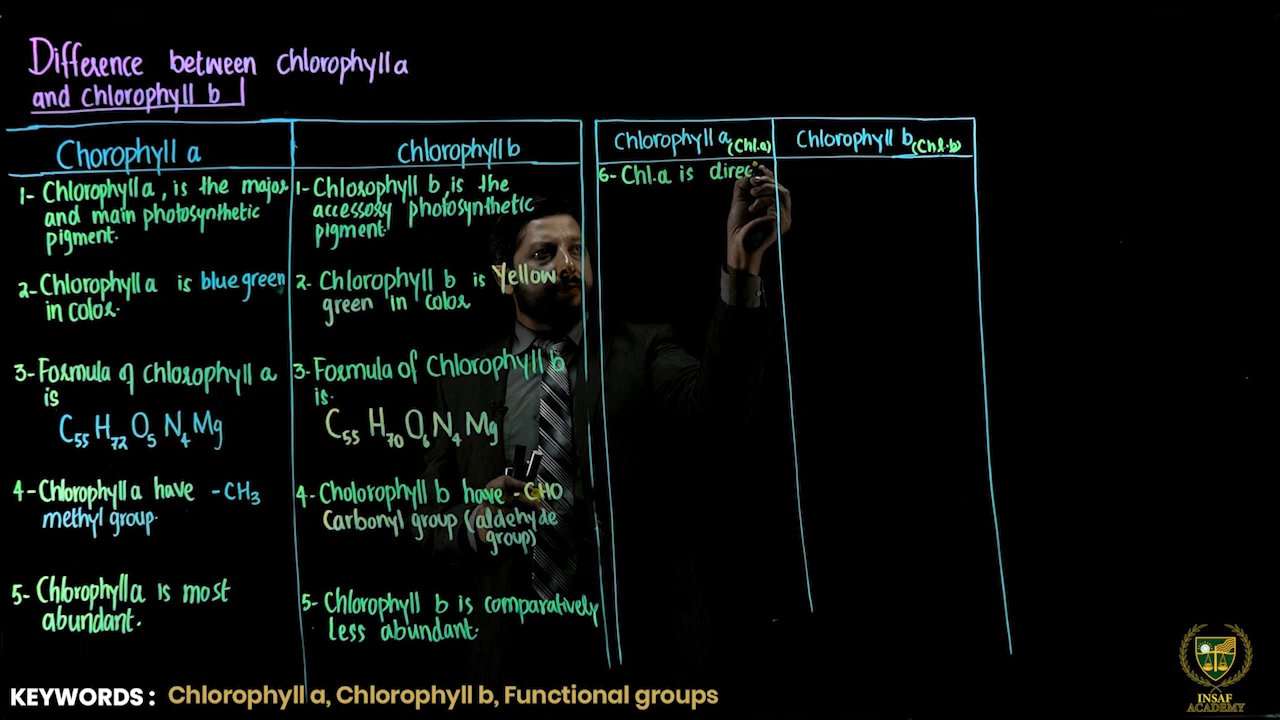 Difference between chlorophyll a
and chlorophyll b
Chorophyll a
1- Chlorophyll a, is the major
and main photosynthetic
pigment.
2- Chlorophyll a is blue green
in color.
3- Formula of chlorophyll a
is
C55 H72 O5 N4 Mg
4- Chlorophyll a have -CH3
methyl group.
5- Chlorophyll a is most
abundant.
Chlorophyll b
1- Chlorophyll b, is the
accessory photosynthetic
pigment.
2- Chlorophyll b is Yellow
green in color
3- Formula of Chlorophyll b
is.
C55 H70 O6 N4 Mg
4- Cholorophyll b have -CHO
Carbonyl group (aldehyde
group)
5- Chlorophyll b is comparatively
less abundant.
Chlorophyll a (Chl.a)
6- Chl.a is direc
Chlorophyll b (Chl.b)
KEYWORDS : Chlorophyll a, Chlorophyll b, Functional groups
INSAF
ACADEMY